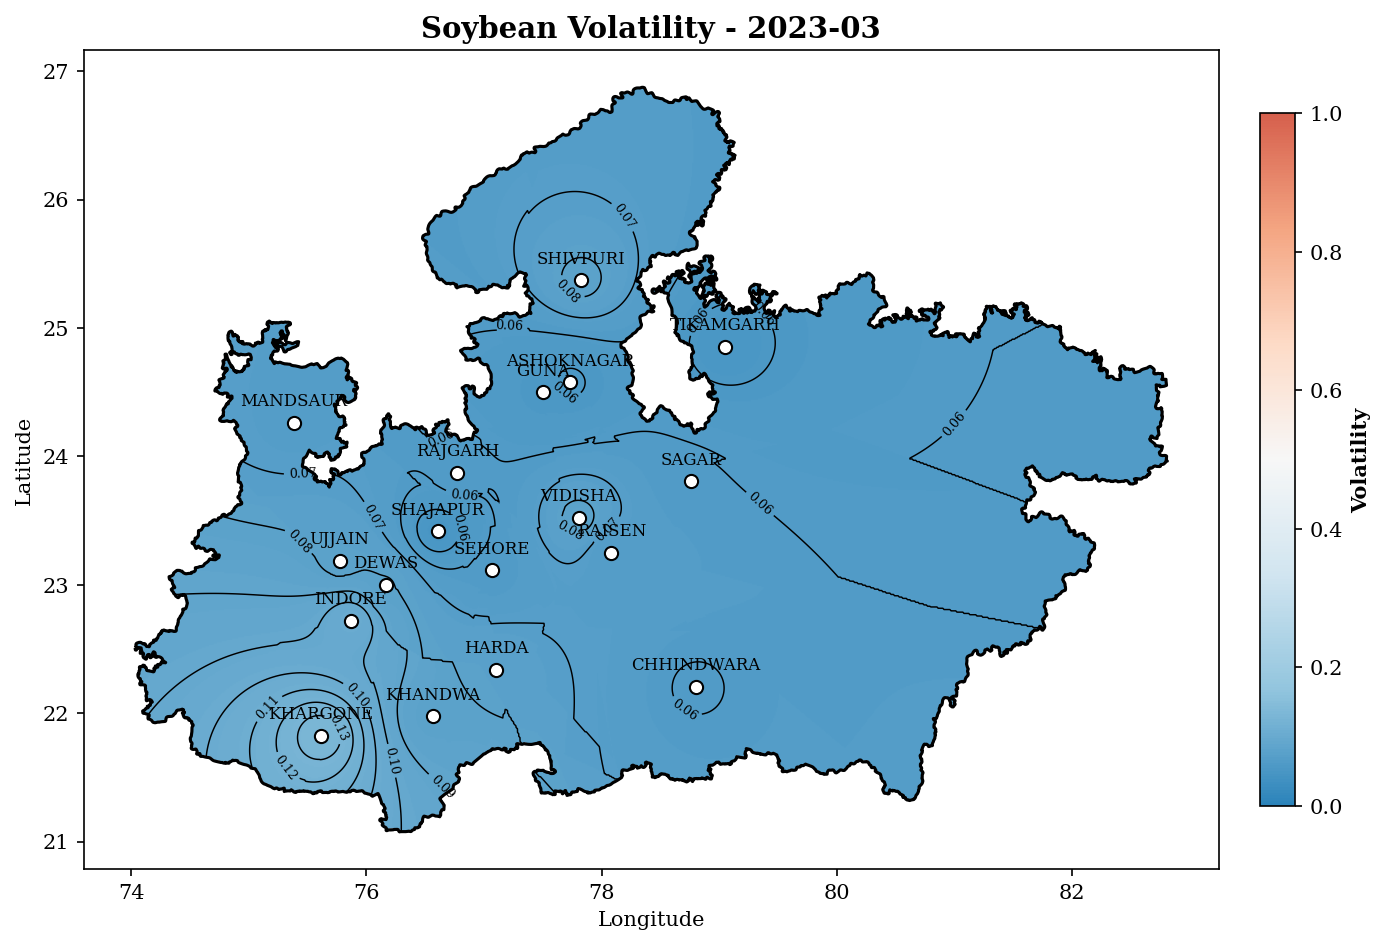 Soybean Volatility - 2023-03
27
26
25
24
23
22
21
Latitude
74
76
78
80
82
Longitude
1.0
0.8
0.6
0.4
0.2
0.0
Volatility
SHIVPURI
TIKAMGARH
ASHOKNAGAR
GUNA
MANDSAUR
RAJGARH
SAGAR
VIDISHA
SHAJAPUR
RAISEN
UJJAIN
SEHORE
DEWAS
INDORE
HARDA
CHHINDWARA
KHANDWA
KHARGONE
0.07
0.08
0.06
0.06
0.06
0.06
0.07
0.06
0.07
0.06
0.06
0.08
0.06
0.10
0.11
0.13
0.12
0.10
0.09
0.06